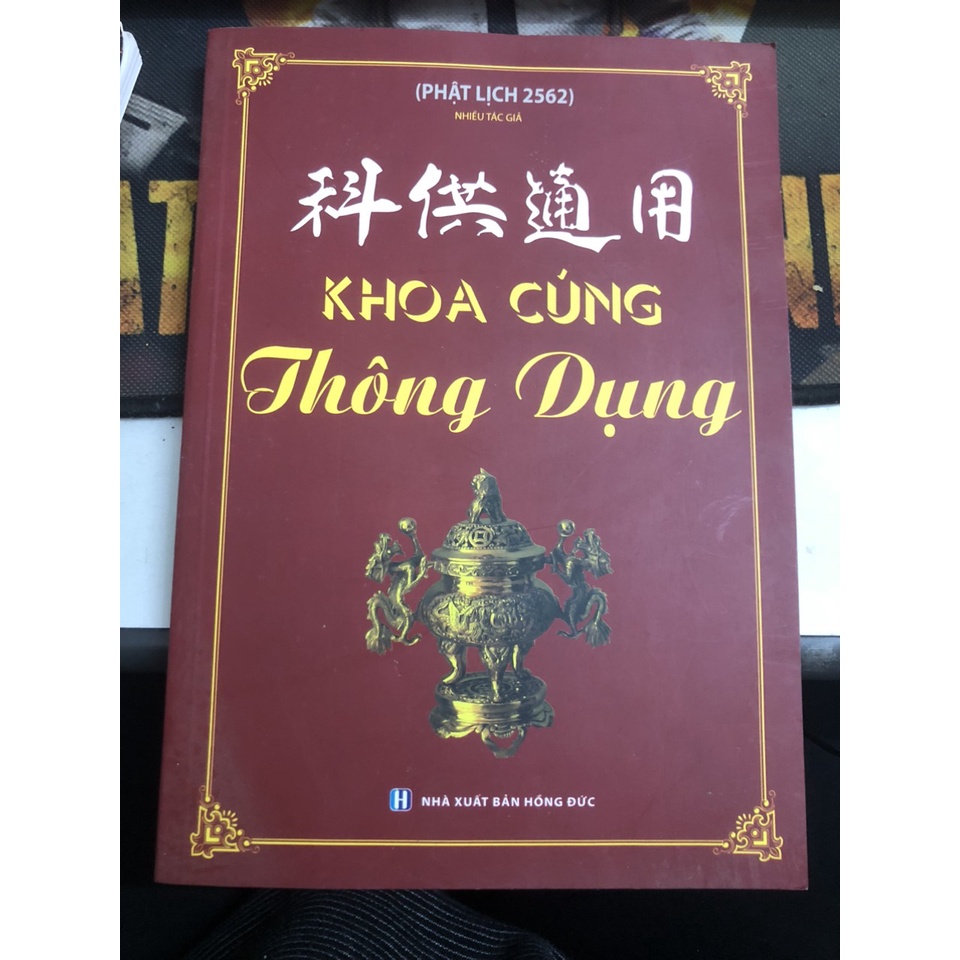 (PHẬT LỊCH 2562)
NHIỀU TÁC GIẢ
科供通用
KHOA CÚNG
Thông Dụng
H NHÀ XUẤT BẢN HỒNG ĐỨC